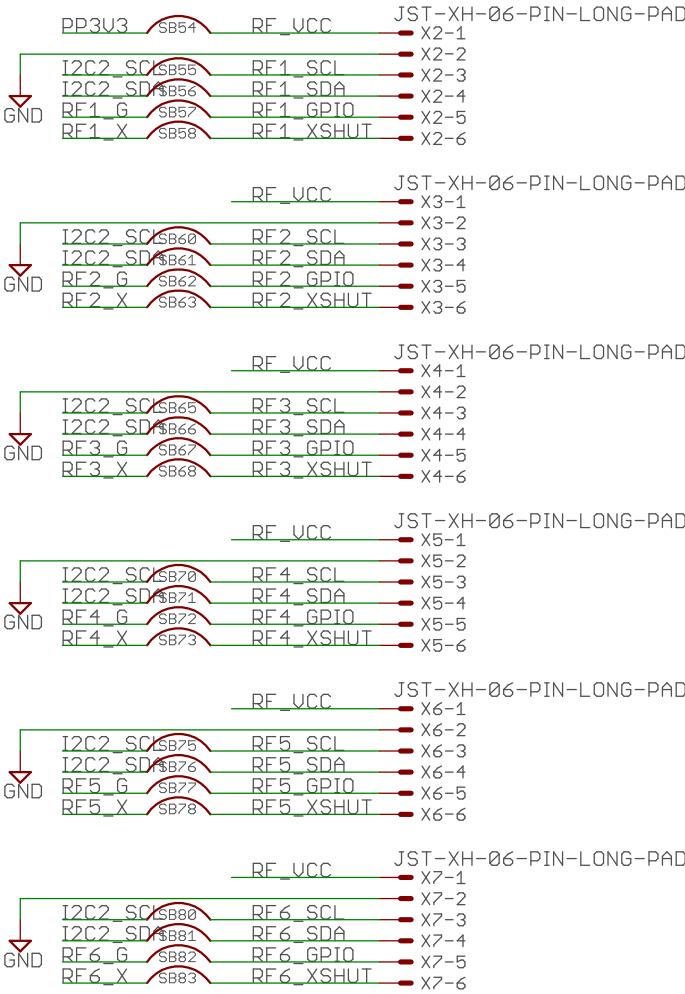 JST-XH-06-PIN-LONG-PAD
PP3V3 SB54 RF_VCC X2-1
X2-2
I2C2_SCL SB55 RF1_SCL X2-3
I2C2_SDA SB56 RF1_SDA X2-4
GND RF1_G SB57 RF1_GPIO X2-5
RF1_X SB58 RF1_XSHUT X2-6
JST-XH-06-PIN-LONG-PAD
RF_VCC X3-1
X3-2
I2C2_SCL SB60 RF2_SCL X3-3
I2C2_SDA SB61 RF2_SDA X3-4
GND RF2_G SB62 RF2_GPIO X3-5
RF2_X SB63 RF2_XSHUT X3-6
JST-XH-06-PIN-LONG-PAD
RF_VCC X4-1
X4-2
I2C2_SCL SB65 RF3_SCL X4-3
I2C2_SDA SB66 RF3_SDA X4-4
GND RF3_G SB67 RF3_GPIO X4-5
RF3_X SB68 RF3_XSHUT X4-6
JST-XH-06-PIN-LONG-PAD
RF_VCC X5-1
X5-2
I2C2_SCL SB70 RF4_SCL X5-3
I2C2_SDA SB71 RF4_SDA X5-4
GND RF4_G SB72 RF4_GPIO X5-5
RF4_X SB73 RF4_XSHUT X5-6
JST-XH-06-PIN-LONG-PAD
RF_VCC X6-1
X6-2
I2C2_SCL SB75 RF5_SCL X6-3
I2C2_SDA SB76 RF5_SDA X6-4
GND RF5_G SB77 RF5_GPIO X6-5
RF5_X SB78 RF5_XSHUT X6-6
JST-XH-06-PIN-LONG-PAD
RF_VCC X7-1
X7-2
I2C2_SCL SB80 RF6_SCL X7-3
I2C2_SDA SB81 RF6_SDA X7-4
GND RF6_G SB82 RF6_GPIO X7-5
RF6_X SB83 RF6_XSHUT X7-6